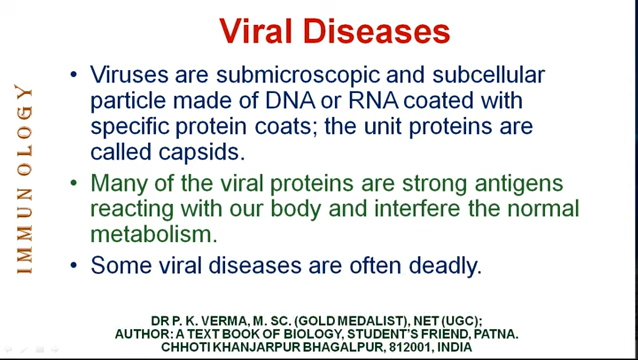 Viral Diseases
• Viruses are submicroscopic and subcellular
particle made of DNA or RNA coated with
specific protein coats; the unit proteins are
called capsids.
• Many of the viral proteins are strong antigens
reacting with our body and interfere the normal
metabolism.
• Some viral diseases are often deadly.
IMMUNOLOGY
DR P. K. VERMA, M. SC. (GOLD MEDALIST), NET (UGC);
AUTHOR: A TEXT BOOK OF BIOLOGY, STUDENT'S FRIEND, PATNA.
CHHOTI KHANJARPUR BHAGALPUR, 812001, INDIA